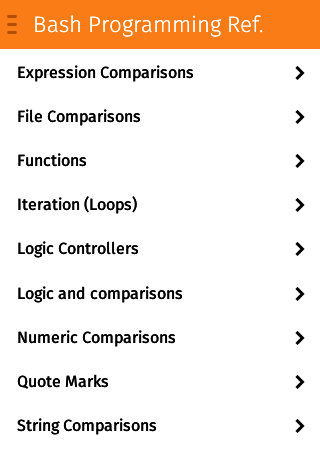 Bash Programming Ref.
Expression Comparisons
File Comparisons
Functions
Iteration (Loops)
Logic Controllers
Logic and comparisons
Numeric Comparisons
Quote Marks
String Comparisons